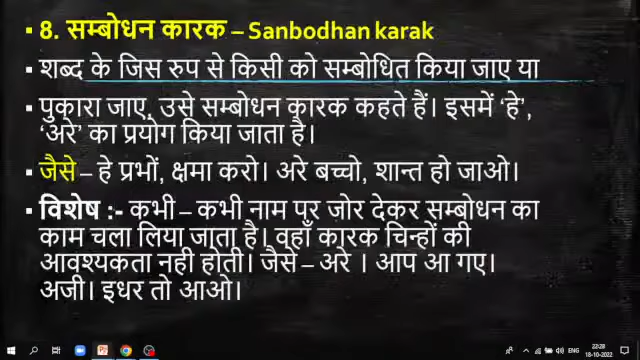 8. सम्बोधन कारक – Sanbodhan karak
शब्द के जिस रुप से किसी को सम्बोधित किया जाए या
पुकारा जाए, उसे सम्बोधन कारक कहते हैं। इसमें ‘हे’,
‘अरे’ का प्रयोग किया जाता है।
जैसे – हे प्रभों, क्षमा करो। अरे बच्चो, शान्त हो जाओ।
विशेष :- कभी – कभी नाम पर जोर देकर सम्बोधन का
काम चला लिया जाता है। वहाँ कारक चिन्हों की
आवश्यकता नही होती। जैसे – अरे । आप आ गए।
अजी। इधर तो आओ।
ENG
22:28
18-10-2022